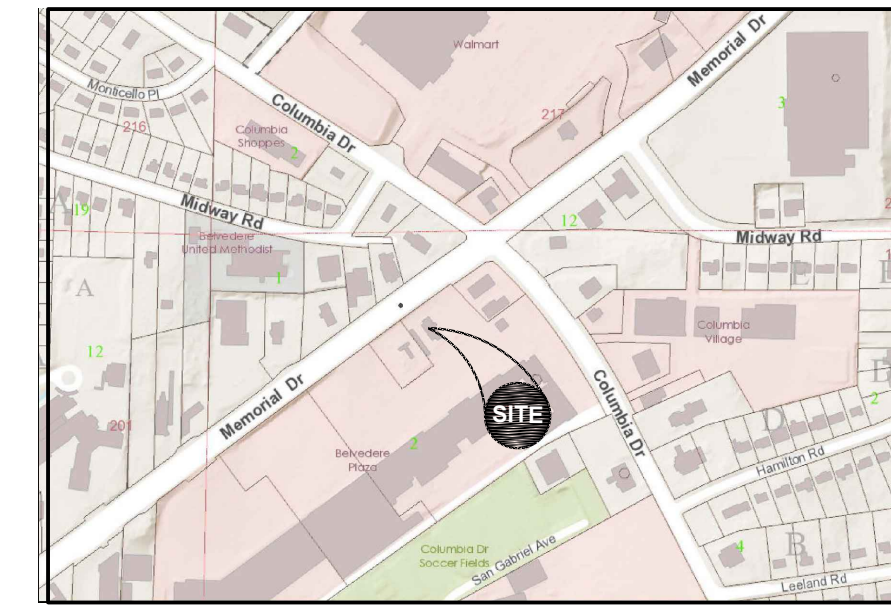 Walmart
Memorial Dr
Monticello Pl
Columbia Dr
3
217
216
Columbia
Shoppes
2
A
19
Midway Rd
12
Belvedere
United Methodist
Midway Rd
1
E
A
Columbia
Village
12
Memorial Dr
Columbia Dr
B
2
SITE
D
201
2
Belvedere
Plaza
Hamilton Rd
Columbia Dr
Soccer Fields
San Gabriel Ave
4
B
Leeland Rd